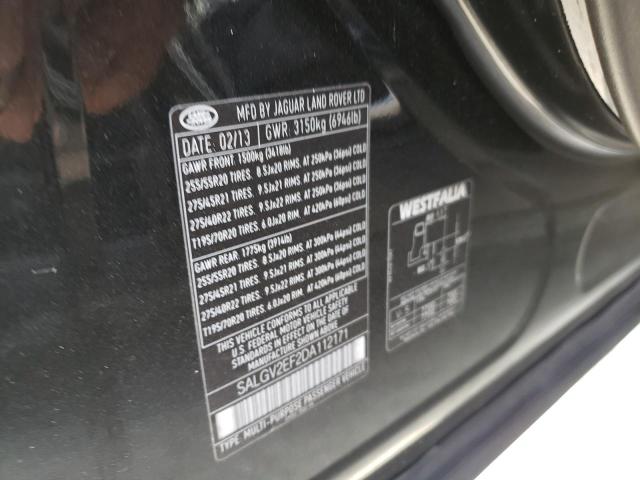 MFD BY JAGUAR LAND ROVER LTD
DATE: 02/13 GWR: 3150kg (6946lb)
GAWR FRONT: 1500kg (3418lb)
255/55R20 TIRES. 8.5Jx20 RIMS. AT 250kPa (36psi) COLD
275/45R21 TIRES. 9.5Jx21 RIMS. AT 250kPa (36psi) COLD
275/40R22 TIRES. 9.5Jx22 RIMS. AT 250kPa (36psi) COLD
T195/70R20 TIRES. 6.0Jx20 RIM. AT 420kPa (60psi) COLD
GAWR REAR: 1775kg (3914lb)
255/55R20 TIRES. 8.5Jx20 RIMS. AT 300kPa (44psi) COLD
275/45R21 TIRES. 9.5Jx21 RIMS. AT 300kPa (44psi) COLD
275/40R22 TIRES. 9.5Jx22 RIMS. AT 300kPa (44psi) COLD
T195/70R20 TIRES. 6.0Jx20 RIM. AT 420kPa (60psi) COLD
THIS VEHICLE CONFORMS TO ALL APPLICABLE
U.S. FEDERAL MOTOR VEHICLE SAFETY
STANDARDS IN EFFECT ON THE DATE OF
MANUFACTURE SHOWN ABOVE.
SALGV2EF2DA112171
TYPE: MULTI-PURPOSE PASSENGER VEHICLE
WESTFALIA